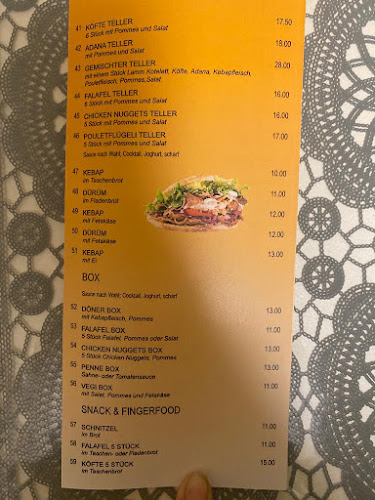 41 KÖFTE TELLER 17.50
6 Stück mit Pommes und Salat
42 ADANA TELLER 18.00
mit Pommes und Salat
43 GEMISCHTER TELLER 28.00
mit einem Stück Lamm Kotelett, Köfte, Adana, Kebapfleisch,
Pouletfleisch, Pommes,Salat
44 FALAFEL TELLER 16.00
6 Stück mit Pommes und Salat
45 CHICKEN NUGGETS TELLER 16.00
5 Stück mit Pommes und Salat
46 POULETFLÜGELI TELLER 17.00
5 Stück mit Pommes und Salat
Sauce nach Wahl; Cocktail, Joghurt, scharf
47 KEBAP 10.00
im Taschenbrot
48 DÜRÜM 11.00
im Fladenbrot
49 KEBAP 12.00
mit Fetakäse
50 DÜRÜM 12.00
mit Fetakäse
51 KEBAP 13.00
mit Ei
BOX
Sauce nach Wahl; Cocktail, Joghurt, scharf
52 DÖNER BOX 13.00
mit Kebapfleisch, Pommes
53 FALAFEL BOX 11.00
5 Stück Falafel, Pommes oder Salat
54 CHICKEN NUGGETS BOX 13.00
5 Stück Chicken Nuggets, Pommes
55 PENNE BOX 13.00
Sahne- oder Tomatensauce
56 VEGI BOX 11.00
mit Salat, Pommes und Fetakäse
SNACK & FINGERFOOD
57 SCHNITZEL 11.00
im Brot
58 FALAFEL 5 STÜCK 11.00
im Taschen- oder Fladenbrot
59 KÖFTE 5 STÜCK 15.00
im Taschenbrot